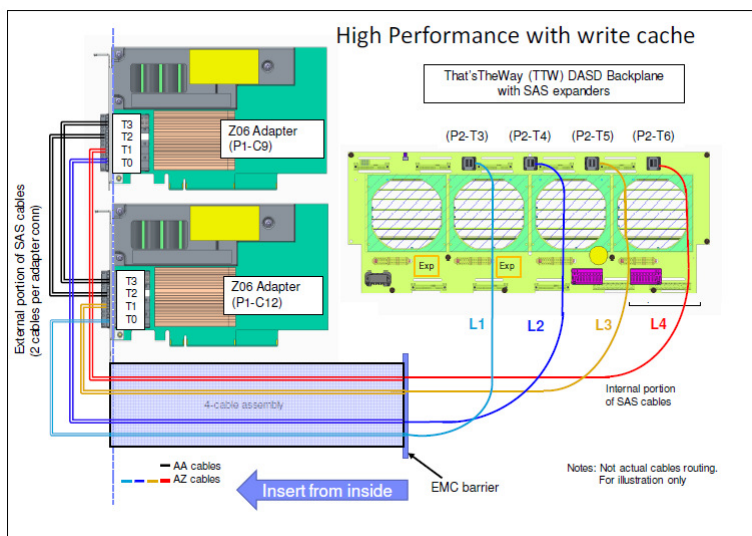 High Performance with write cache
That'sTheWay (TTW) DASD Backplane
with SAS expanders
(P2-T3)
(P2-T4)
(P2-T5)
(P2-T6)
T3
T2
T1
T0
Z06 Adapter
(P1-C9)
T3
T2
T1
T0
Z06 Adapter
(P1-C12)
External portion of SAS cables
(2 cables per adapter conn)
Exp
Exp
L1
L2
L3
L4
Internal portion
of SAS cables
4-cable assembly
AA cables
AZ cables
Insert from inside
EMC barrier
Notes: Not actual cables routing.
For illustration only